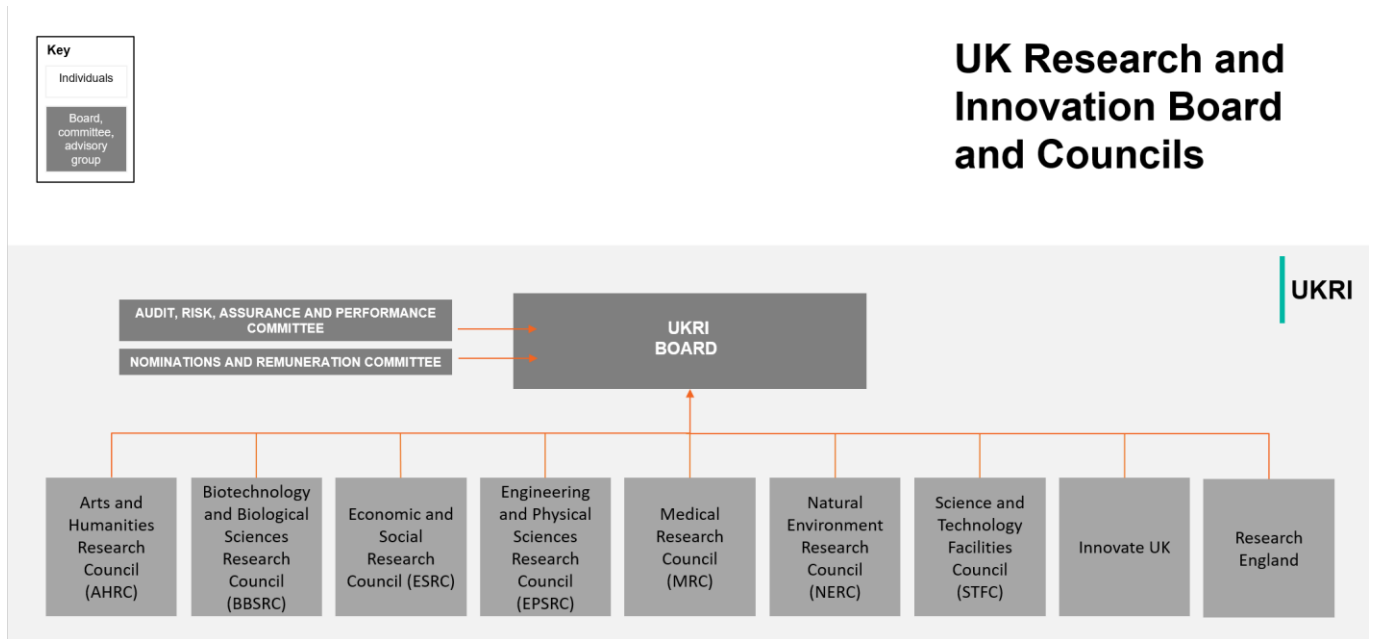 Key
Individuals
Board,
committee,
advisory
group
UK Research and
Innovation Board
and Councils
UKRI
AUDIT, RISK, ASSURANCE AND PERFORMANCE
COMMITTEE
NOMINATIONS AND REMUNERATION COMMITTEE
UKRI
BOARD
Arts and
Humanities
Research
Council
(AHRC)
Biotechnology
and Biological
Sciences
Research
Council
(BBSRC)
Economic and
Social
Research
Council (ESRC)
Engineering
and Physical
Sciences
Research
Council
(EPSRC)
Medical
Research
Council
(MRC)
Natural
Environment
Research
Council
(NERC)
Science and
Technology
Facilities
Council
(STFC)
Innovate UK
Research
England